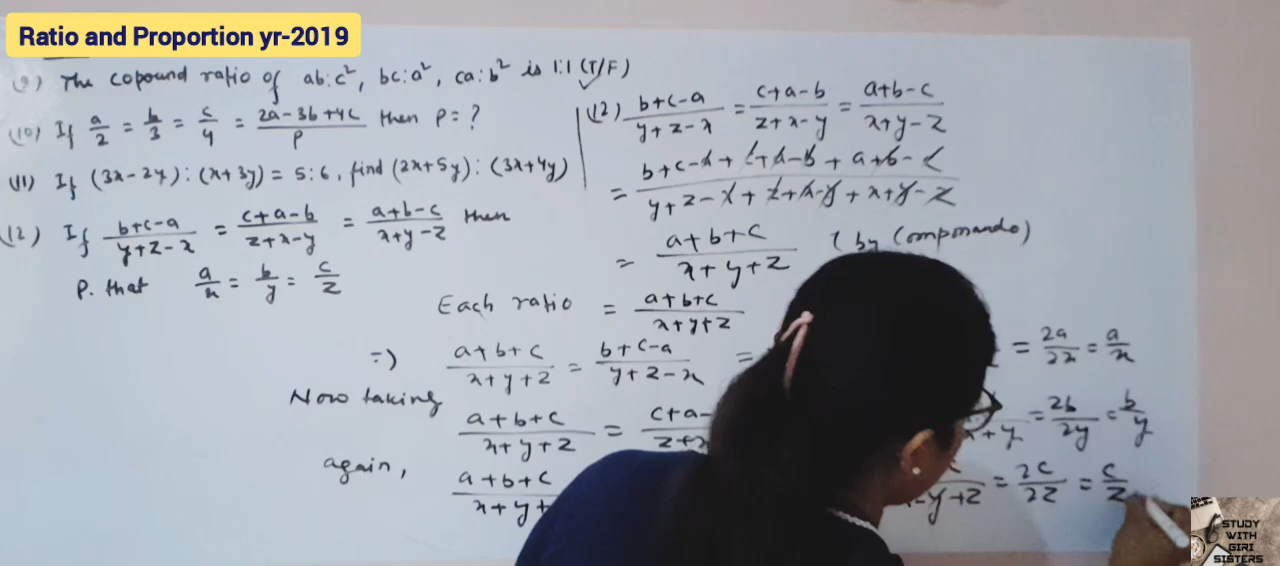 Ratio and Proportion yr-2019
(9) The copound ratio of ab:c², bc:a², ca:b² is 1:1 (T/F)
(10) If a/2 = b/3 = c/4 = 2a-3b+4c/p then p = ?
(11) If (3x-2y):(x+3y) = 5:6, find (2x+5y):(3x+4y)
(12) If b+c-a/y+z-x = c+a-b/z+x-y = a+b-c/x+y-z then
P. that a/x = b/y = c/z
(12) b+c-a/y+z-x = c+a-b/z+x-y = a+b-c/x+y-z
= b+c-a+c+a-b+a+b-c/y+z-x+z+x-y+x+y-z
= a+b+c/x+y+z (by Componando)
Each ratio = a+b+c/x+y+z
=) a+b+c/x+y+z = b+c-a/y+z-x = = 2a/2x = a/x
Now taking
a+b+c/x+y+z = c+a-/z+x x+y = 2b/2y = b/y
again,
a+b+c/x+y+ -y+z = 2c/2z = c/z
STUDY
WITH
GIRI
SISTERS